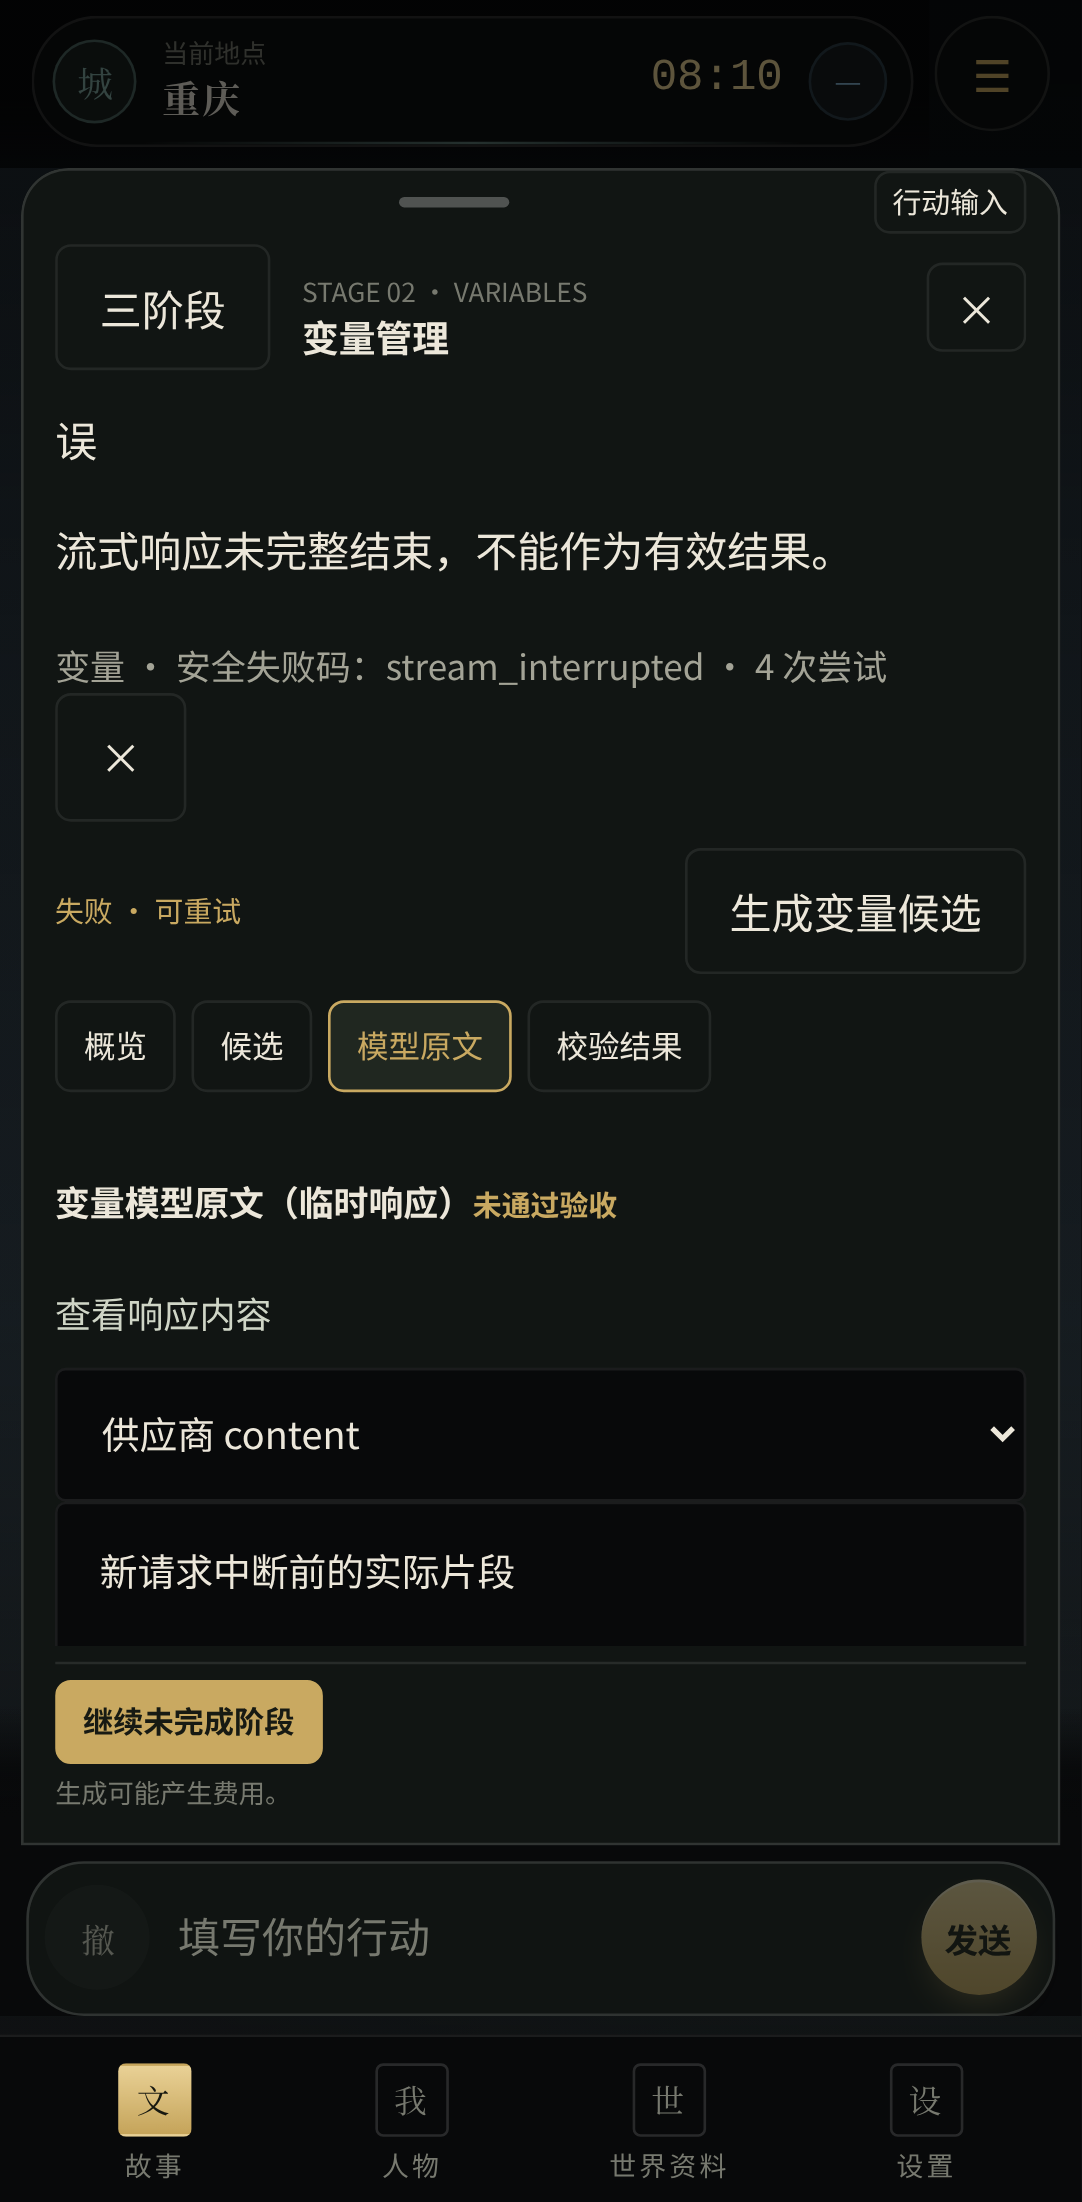 城
当前地点
重庆
08:10
—
☰
行动输入
三阶段
STAGE 02 · VARIABLES
变量管理
×
误
流式响应未完整结束，不能作为有效结果。
变量 · 安全失败码：stream_interrupted · 4 次尝试
×
失败 · 可重试
生成变量候选
概览
候选
模型原文
校验结果
变量模型原文（临时响应）未通过验收
查看响应内容
供应商 content
新请求中断前的实际片段
继续未完成阶段
生成可能产生费用。
撤
填写你的行动
发送
文
故事
我
人物
世
世界资料
设
设置